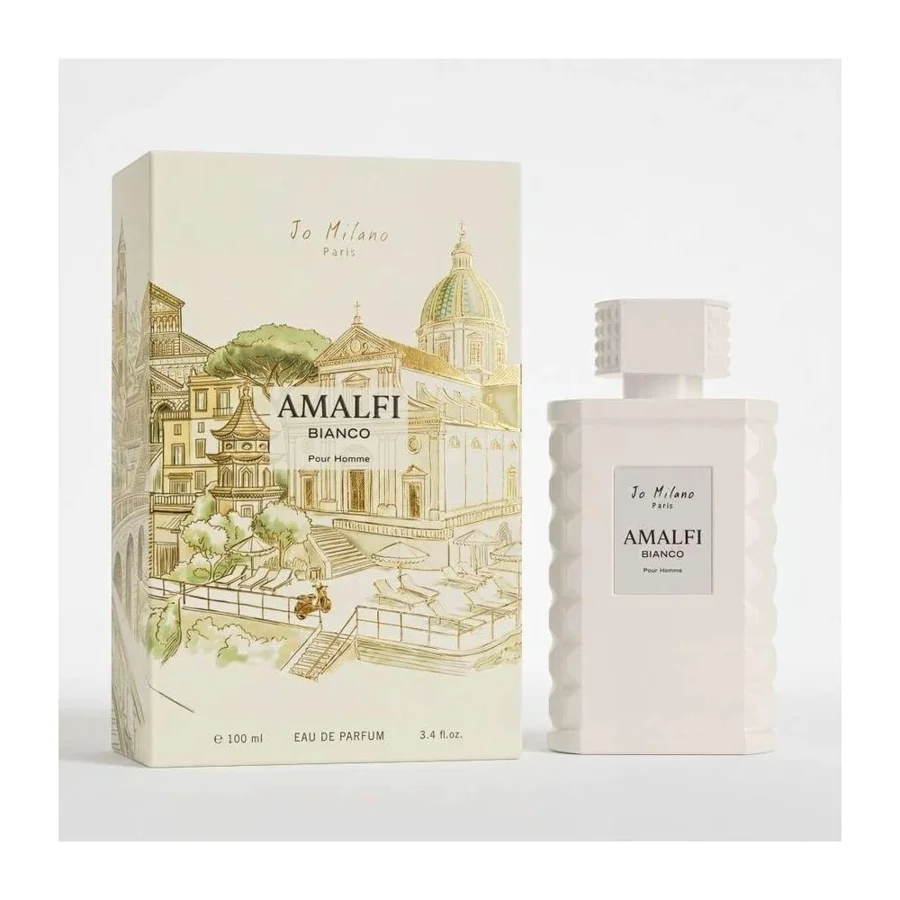 Jo Milano
Paris
AMALFI
BIANCO
Pour Homme
℮ 100 ml EAU DE PARFUM 3.4 fl.oz.
Jo Milano
Paris
AMALFI
BIANCO
Pour Homme